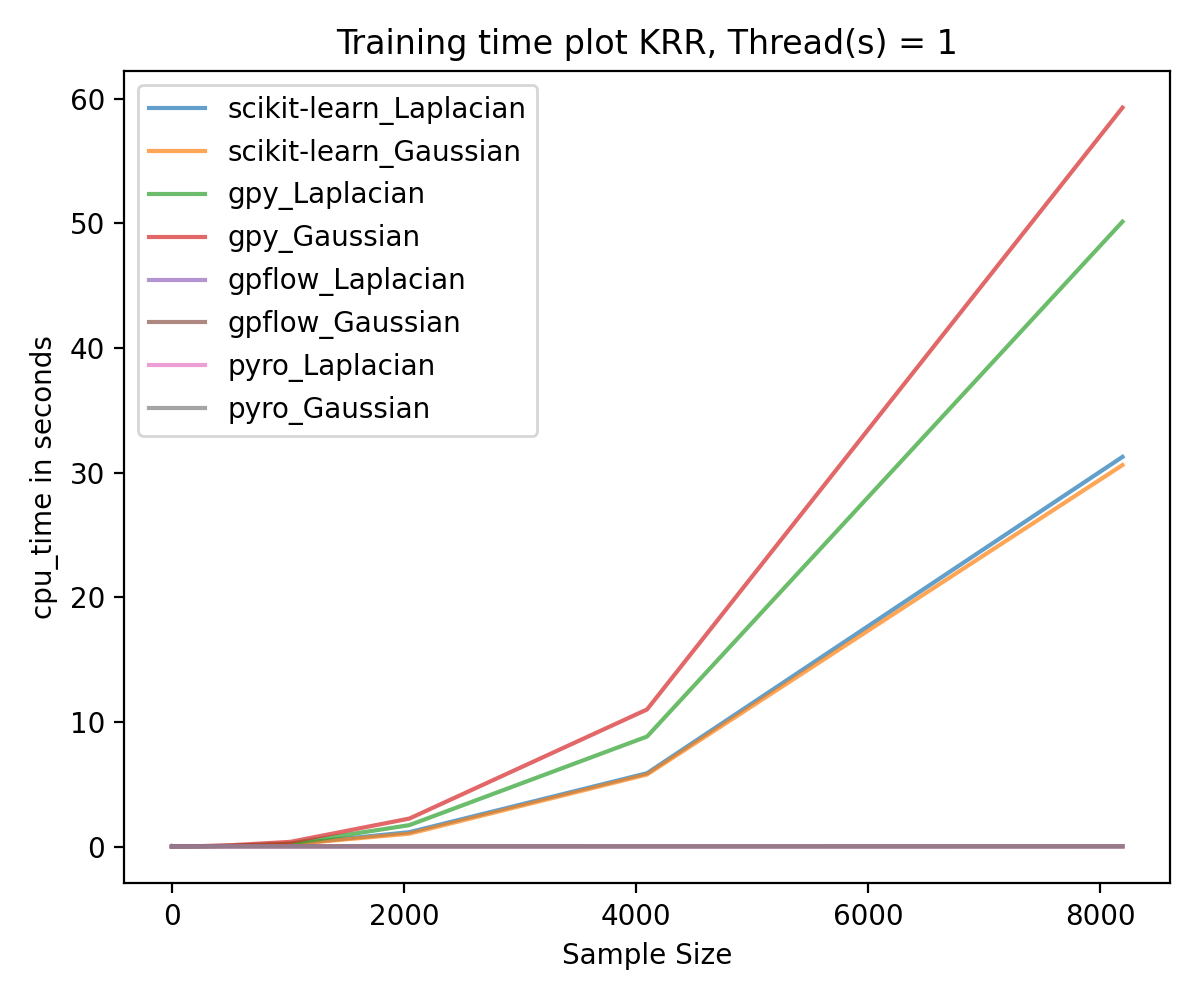 Training time plot KRR, Thread(s) = 1
scikit-learn_Laplacian
scikit-learn_Gaussian
gpy_Laplacian
gpy_Gaussian
gpflow_Laplacian
gpflow_Gaussian
pyro_Laplacian
pyro_Gaussian
cpu_time in seconds
60
50
40
30
20
10
0
0 2000 4000 6000 8000
Sample Size